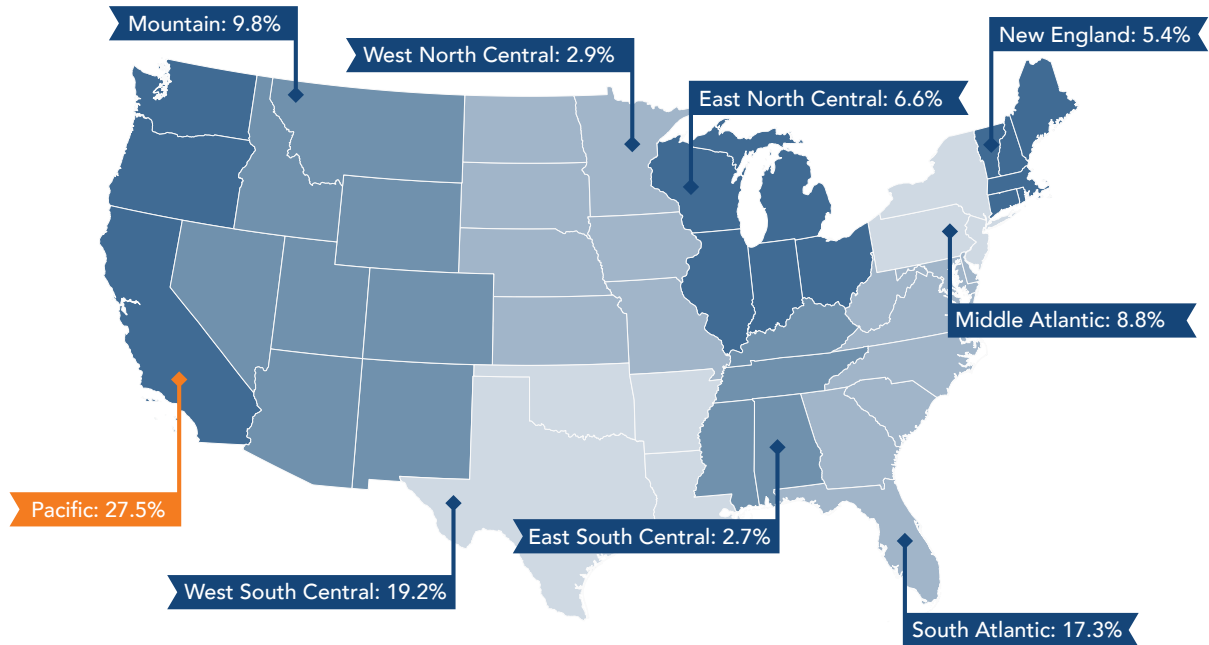 Mountain: 9.8%
New England: 5.4%
West North Central: 2.9%
East North Central: 6.6%
Middle Atlantic: 8.8%
Pacific: 27.5%
East South Central: 2.7%
West South Central: 19.2%
South Atlantic: 17.3%